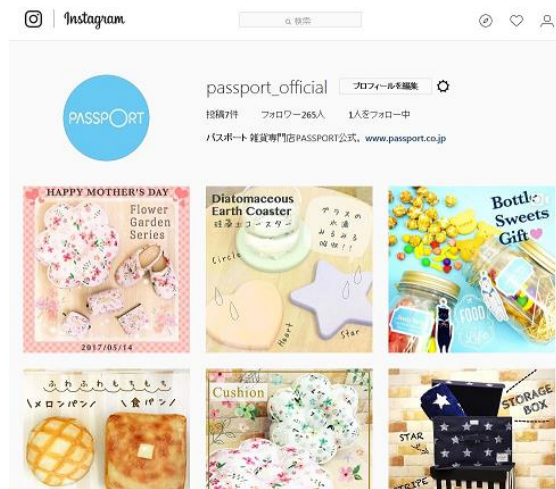 Instagram
検索
passport_official
プロフィールを編集
投稿7件 フォロワー265人 1人をフォロー中
パスポート 雑貨専門店PASSPORT公式。 www.passport.co.jp
PASSPORT
HAPPY MOTHER'S DAY
Flower
Garden
Series
2017/05/14
Diatomaceous
Earth Coaster
珪藻土コースター
グラスの
水滴
みるみる
吸収!!
Circle
Heart
Star
Bottle
Sweets
Gift
FOOD
ふわふわもちもち
\メロンパン/
\食パン/
Cushion
STORAGE
BOX
STAR
STRIPE